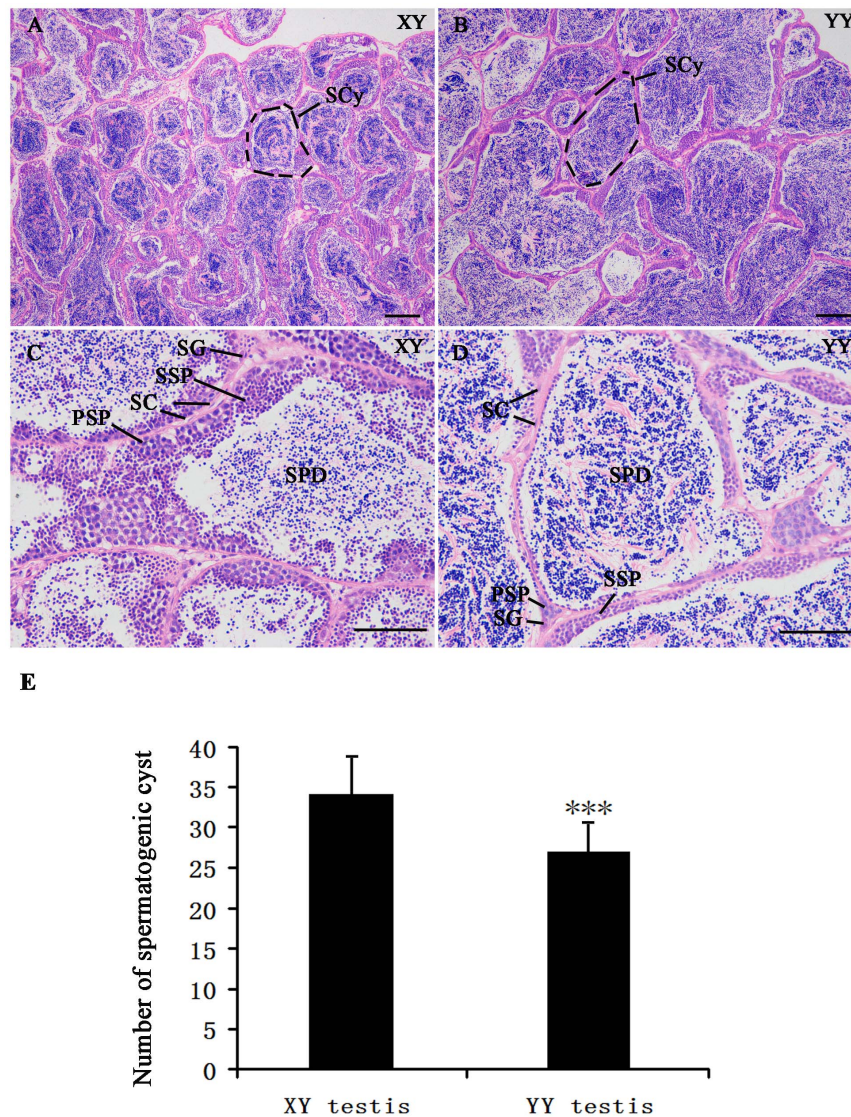 A XY
SCy
B YY
SCy
C XY
SG
SSP
SC
PSP
SPD
D YY
SC
SPD
SSP
PSP
SG
E
Number of spermatogenic cyst
40
35
30
25
20
15
10
5
0
***
XY testis YY testis